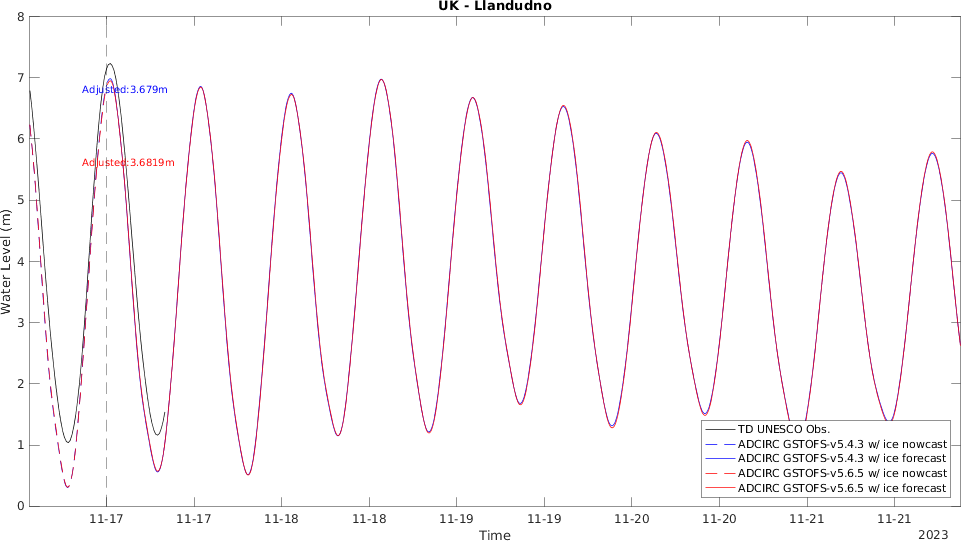 UK - Llandudno
8
7
6
5
4
3
2
1
0
Water Level (m)
Adjusted:3.679m
Adjusted:3.6819m
TD UNESCO Obs.
ADCIRC GSTOFS-v5.4.3 w/ ice nowcast
ADCIRC GSTOFS-v5.4.3 w/ ice forecast
ADCIRC GSTOFS-v5.6.5 w/ ice nowcast
ADCIRC GSTOFS-v5.6.5 w/ ice forecast
11-17 11-17 11-18 11-18 11-19 11-19 11-20 11-20 11-21 11-21
Time
2023